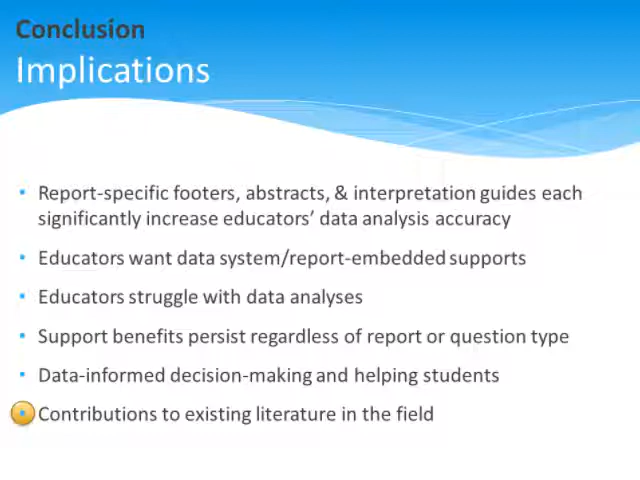 Conclusion
Implications
• Report-specific footers, abstracts, & interpretation guides each
significantly increase educators’ data analysis accuracy
• Educators want data system/report-embedded supports
• Educators struggle with data analyses
• Support benefits persist regardless of report or question type
• Data-informed decision-making and helping students
• Contributions to existing literature in the field